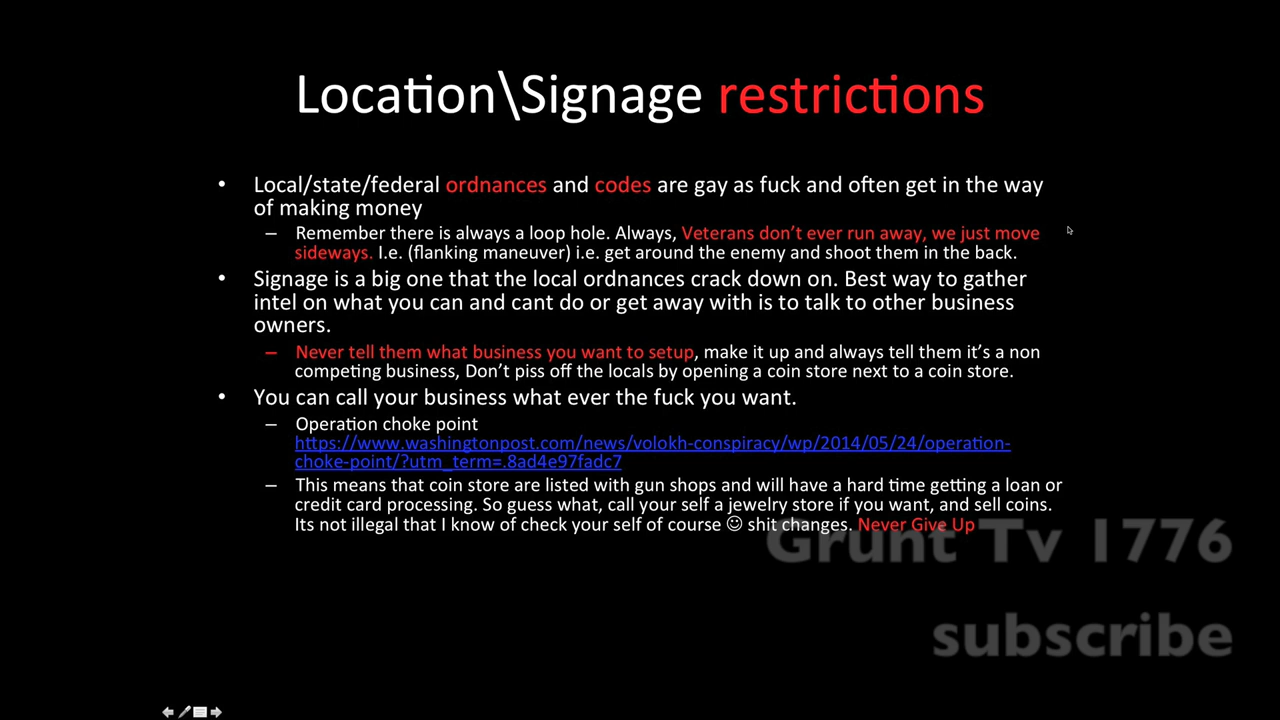 Location\Signage restrictions
• Local/state/federal ordnances and codes are gay as fuck and often get in the way
of making money
– Remember there is always a loop hole. Always, Veterans don't ever run away, we just move
sideways. I.e. (flanking maneuver) i.e. get around the enemy and shoot them in the back.
• Signage is a big one that the local ordnances crack down on. Best way to gather
intel on what you can and cant do or get away with is to talk to other business
owners.
– Never tell them what business you want to setup, make it up and always tell them it's a non
competing business, Don't piss off the locals by opening a coin store next to a coin store.
• You can call your business what ever the fuck you want.
– Operation choke point
https://www.washingtonpost.com/news/volokh-conspiracy/wp/2014/05/24/operation-
choke-point/?utm_term=.8ad4e97fadc7
– This means that coin store are listed with gun shops and will have a hard time getting a loan or
credit card processing. So guess what, call your self a jewelry store if you want, and sell coins.
Its not illegal that I know of check your self of course ☺ shit changes. Never Give Up
Grunt Tv 1776
subscribe